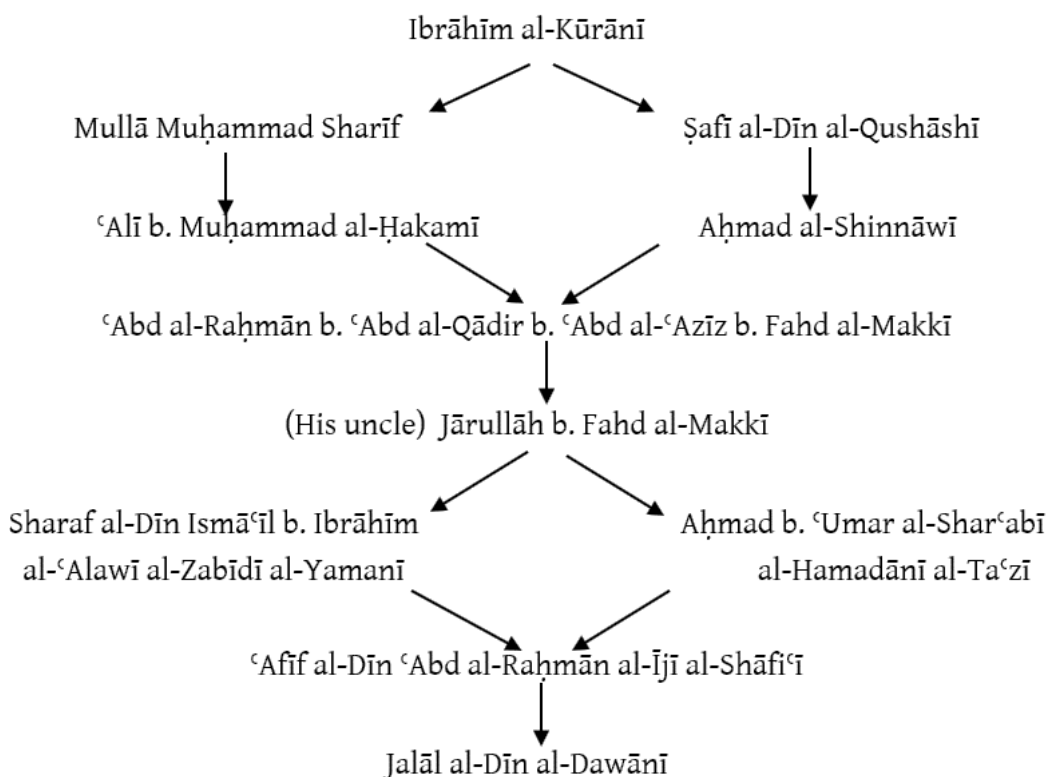 Ibrāhīm al-Kūrānī
Mullā Muḥammad Sharīf
Ṣafī al-Dīn al-Qushāshī
ʿAlī b. Muḥammad al-Ḥakamī
Aḥmad al-Shinnāwī
ʿAbd al-Raḥmān b. ʿAbd al-Qādir b. ʿAbd al-ʿAzīz b. Fahd al-Makkī
(His uncle) Jārullāh b. Fahd al-Makkī
Sharaf al-Dīn Ismāʿīl b. Ibrāhīm
al-ʿAlawī al-Zabīdī al-Yamanī
Aḥmad b. ʿUmar al-Sharʿabī
al-Hamadānī al-Taʿzī
ʿAfīf al-Dīn ʿAbd al-Raḥmān al-Ījī al-Shāfiʿī
Jalāl al-Dīn al-Dawānī